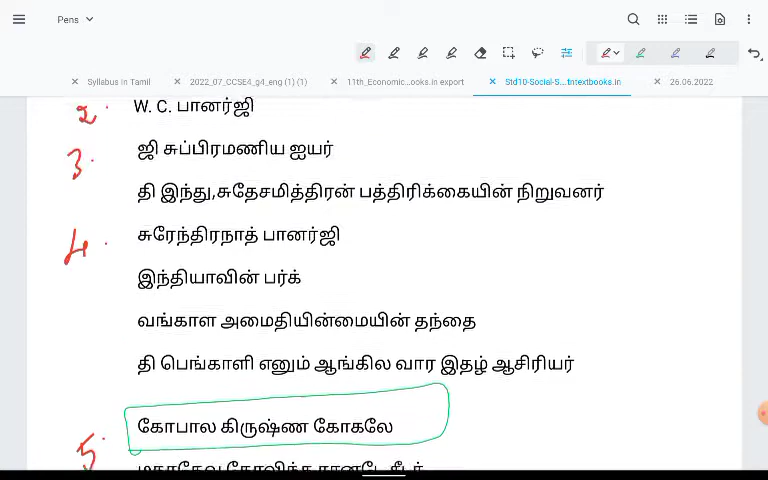 Pens
Syllabus in Tamil
2022_07_CCSE4_g4_eng (1) (1)
11th_Economic...ooks.in export
Std10-Social-S...tntextbooks.in
26.06.2022
2. W. C. பானர்ஜி
3. ஜி சுப்பிரமணிய ஐயர்
தி இந்து,சுதேசமித்திரன் பத்திரிக்கையின் நிறுவனர்
4. சுரேந்திரநாத் பானர்ஜி
இந்தியாவின் பர்க்
வங்காள அமைதியின்மையின் தந்தை
தி பெங்காளி எனும் ஆங்கில வார இதழ் ஆசிரியர்
கோபால கிருஷ்ண கோகலே
5.